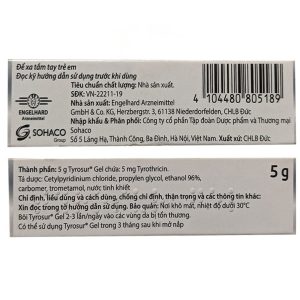 Để xa tầm tay trẻ em
Đọc kỹ hướng dẫn sử dụng trước khi dùng
Tiêu chuẩn chất lượng: Nhà sản xuất.
SĐK: VN-22211-19
Nhà sản xuất: Engelhard Arzneimittel
GmbH & Co. KG, Herzbergstr. 3, 61138 Niederdorfelden, CHLB Đức
Nhập khẩu & Phân phối: Công ty cổ phần Tập đoàn Dược phẩm và Thương mại
Sohaco
Số 5 Láng Hạ, Thành Công, Ba Đình, Hà Nội, Việt Nam. Xuất xứ: CHLB Đức
ENGELHARD
Arzneimittel
SOHACO
Group
4 104480 805189
Thành phần: 5 g Tyrosur® Gel chứa: 5 mg Tyrothricin.
Tá dược: Cetylpyridinium chloride, propylen glycol, ethanol 96%,
carbomer, trometamol, nước tinh khiết
Chỉ định, liều dùng và cách dùng, chống chỉ định, thận trọng và các thông tin khác:
Xin đọc trong tờ hướng dẫn sử dụng. Bảo quản: Nơi khô mát, nhiệt độ dưới 30°C
Bôi Tyrosur® Gel 2-3 lần/ngày vào các vùng da bị tổn thương.
Có thể sử dụng Tyrosur® Gel trong 3 tháng sau khi mở nắp
5 g